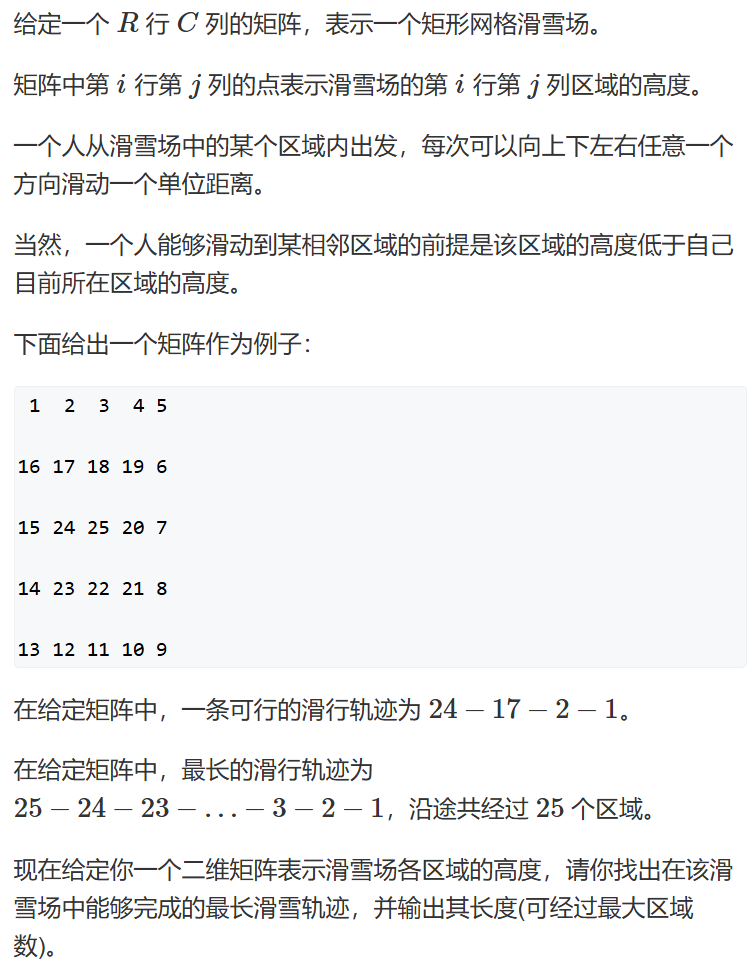 给定一个 R 行 C 列的矩阵，表示一个矩形网格滑雪场。
矩阵中第 i 行第 j 列的点表示滑雪场的第 i 行第 j 列区域的高度。
一个人从滑雪场中的某个区域内出发，每次可以向上下左右任意一个
方向滑动一个单位距离。
当然，一个人能够滑动到某相邻区域的前提是该区域的高度低于自己
目前所在区域的高度。
下面给出一个矩阵作为例子：
1 2 3 4 5
16 17 18 19 6
15 24 25 20 7
14 23 22 21 8
13 12 11 10 9
在给定矩阵中，一条可行的滑行轨迹为 24 − 17 − 2 − 1。
在给定矩阵中，最长的滑行轨迹为
25 − 24 − 23 − … − 3 − 2 − 1，沿途共经过 25 个区域。
现在给定你一个二维矩阵表示滑雪场各区域的高度，请你找出在该滑
雪场中能够完成的最长滑雪轨迹，并输出其长度(可经过最大区域
数)。